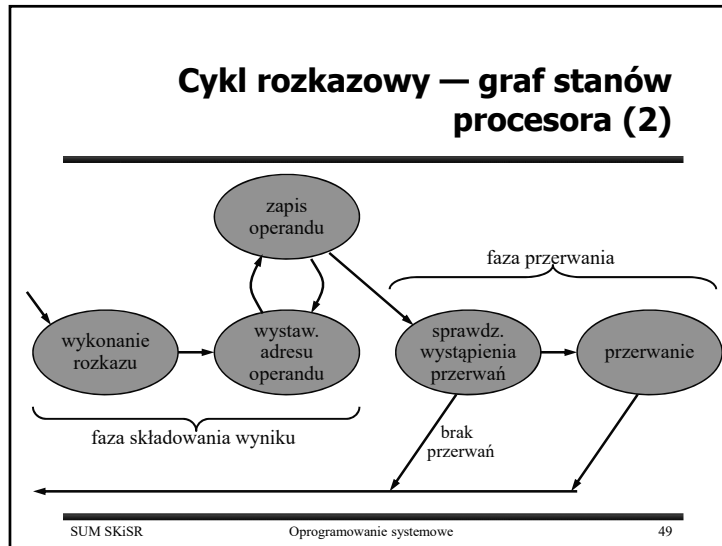 Cykl rozkazowy — graf stanów
procesora (2)
zapis
operandu
faza przerwania
wykonanie
rozkazu
wystaw.
adresu
operandu
sprawdz.
wystąpienia
przerwań
przerwanie
faza składowania wyniku
brak
przerwań
SUM SKiSR
Oprogramowanie systemowe
49